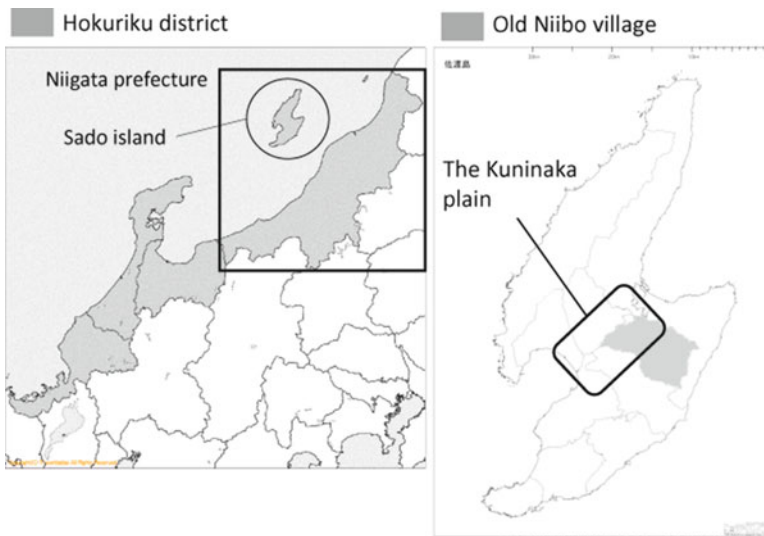 Hokuriku district
Niigata prefecture
Sado island
Old Niibo village
佐渡島
The Kuninaka
plain